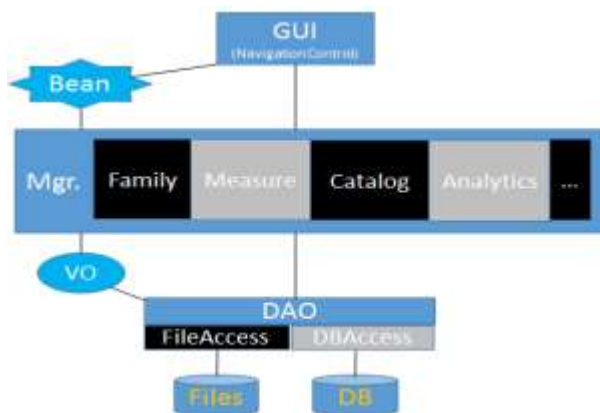 GUI
(NavigationControl)
Bean
Mgr.
Family
Measure
Catalog
Analytics
...
VO
DAO
FileAccess
DBAccess
Files
DB